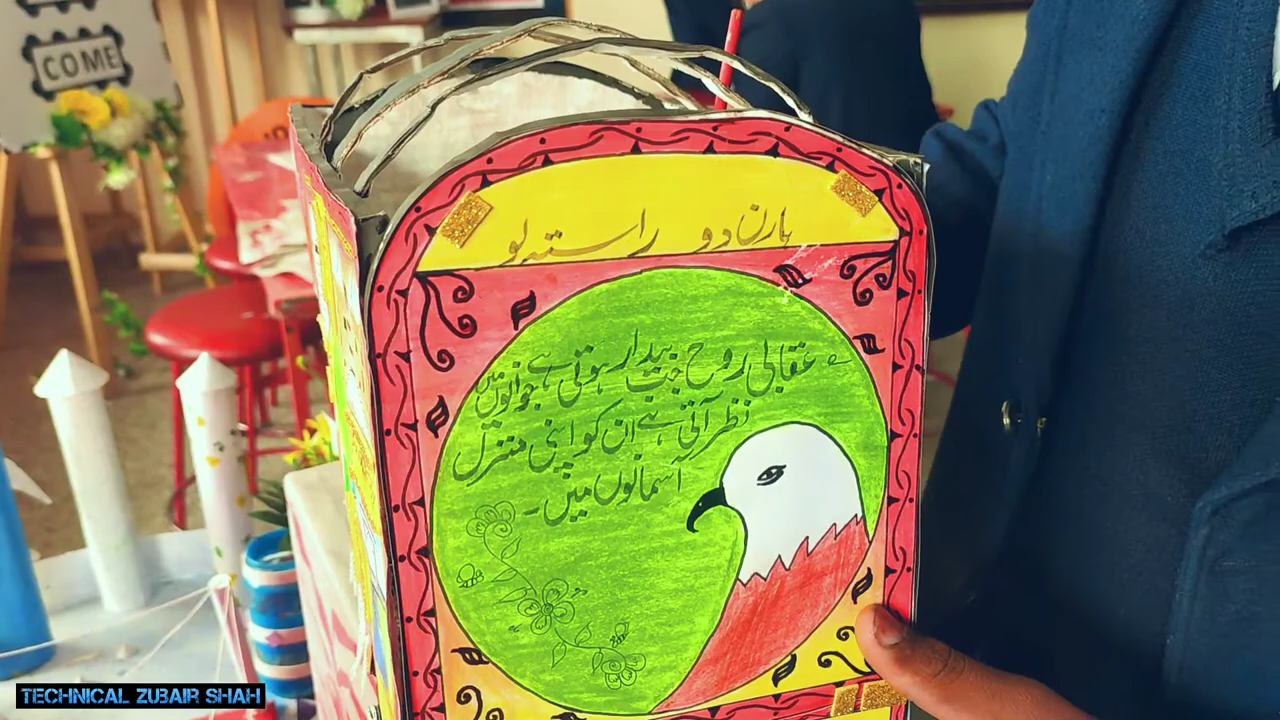 COME
ہارن دو راستہ لو
عقابی روح جب بیدار ہوتی ہے جوانوں میں
نظر آتی ہے ان کو اپنی منزل
آسمانوں میں۔
TECHNICAL ZUBAIR SHAH